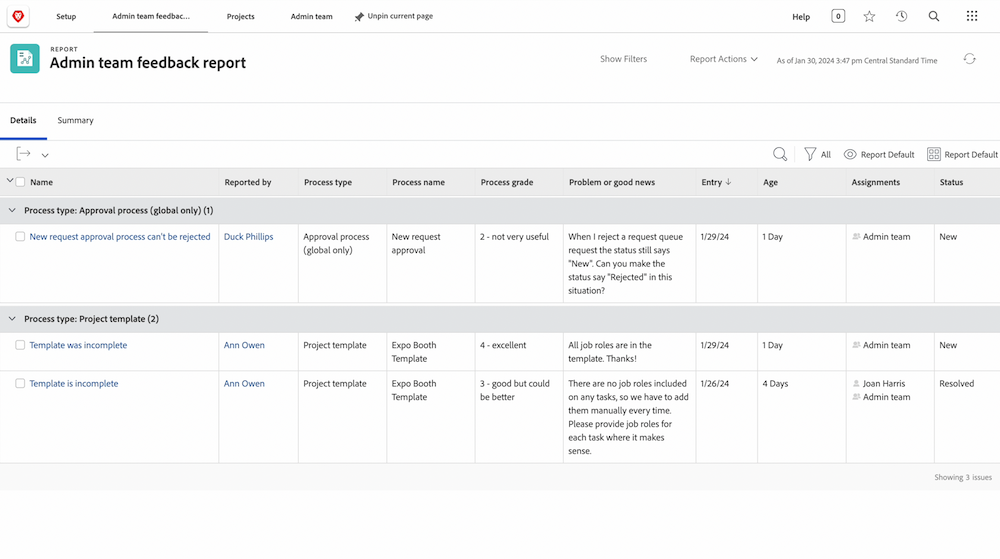 Setup Admin team feedbac... Projects Admin team Unpin current page Help 0
REPORT
Admin team feedback report
Show Filters Report Actions As of Jan 30, 2024 3:47 pm Central Standard Time
Details Summary
All Report Default Report Default
Name Reported by Process type Process name Process grade Problem or good news Entry ↓ Age Assignments Status
Process type: Approval process (global only) (1)
New request approval process can't be rejected Duck Phillips Approval process New request 2 - not very useful When I reject a request queue 1/29/24 1 Day Admin team New
(global only) approval request the status still says
"New". Can you make the
status say "Rejected" in this
situation?
Process type: Project template (2)
Template was incomplete Ann Owen Project template Expo Booth 4 - excellent All job roles are in the 1/29/24 1 Day Admin team New
Template template. Thanks!
Template is incomplete Ann Owen Project template Expo Booth 3 - good but could There are no job roles included 1/26/24 4 Days Joan Harris Resolved
Template be better on any tasks, so we have to add Admin team
them manually every time.
Please provide job roles for
each task where it makes
sense.
Showing 3 issues